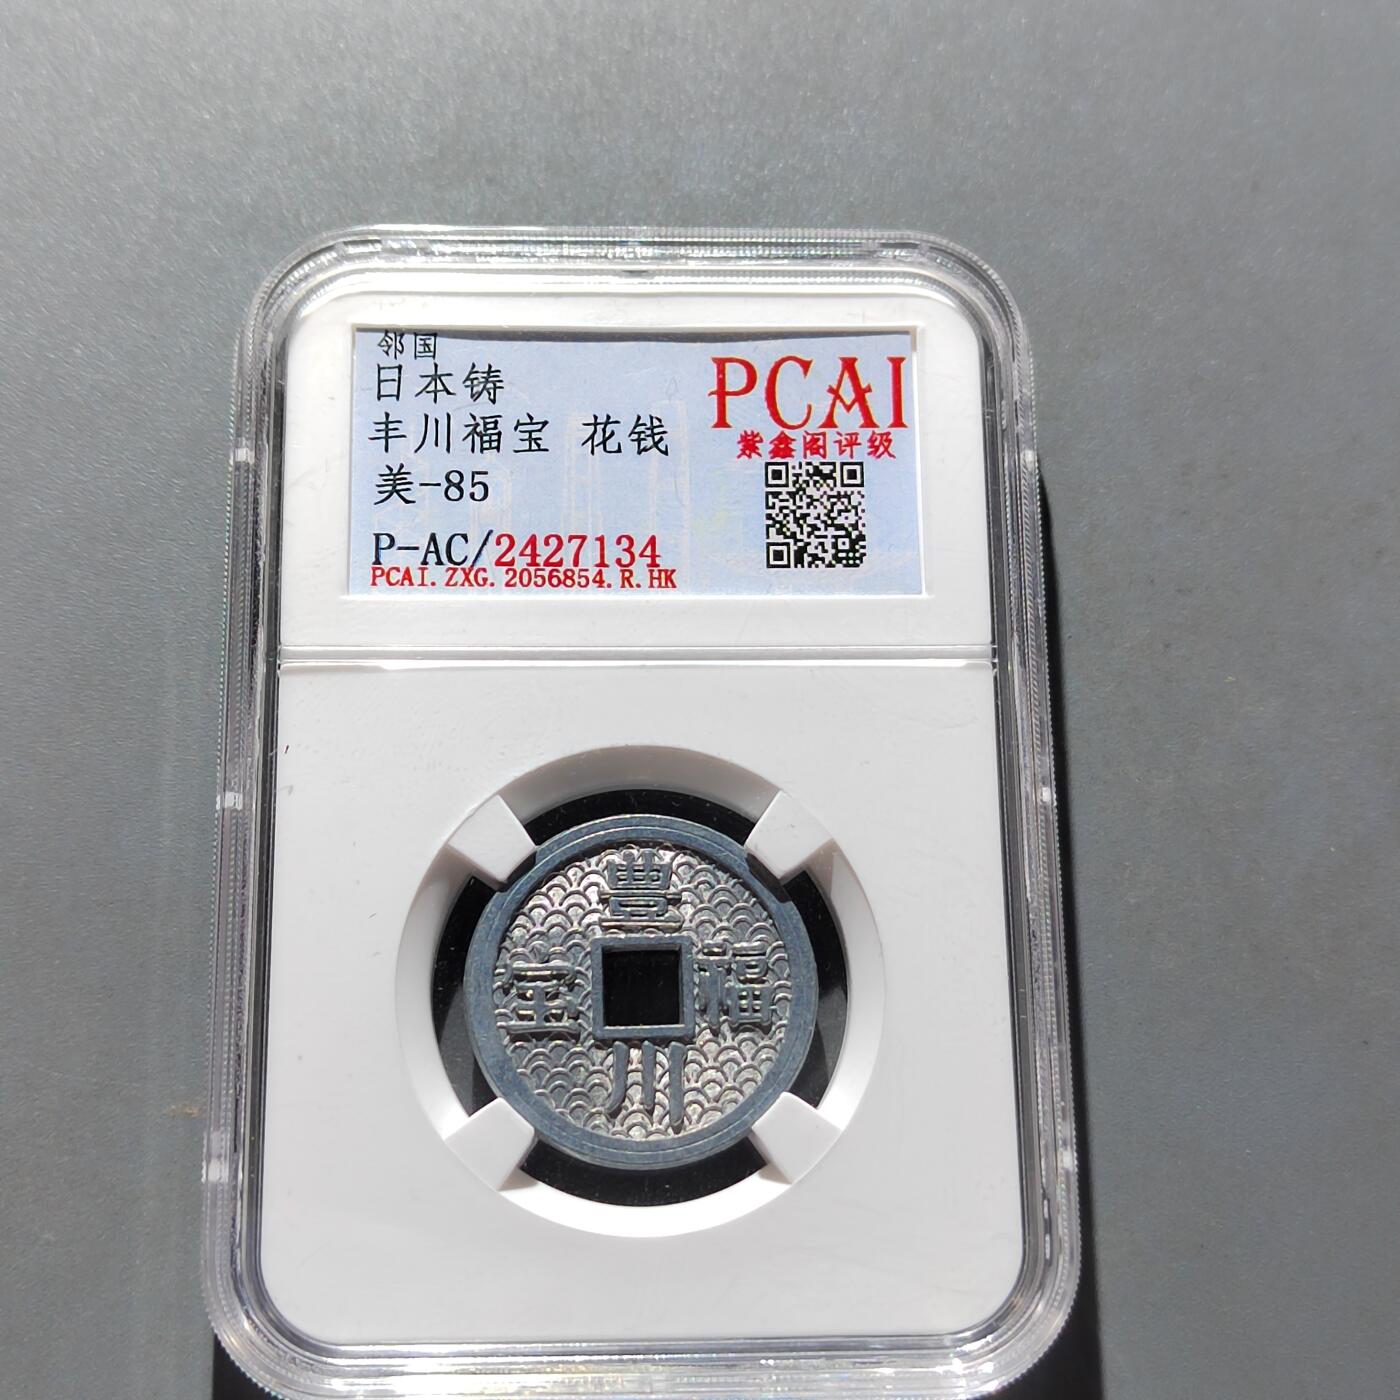 邻国
日本铸
丰川福宝 花钱
美-85
P-AC/2427134
PCAI.ZXG.2056854.R.HK
PCAI
紫鑫阁评级
豊
宝 福
川